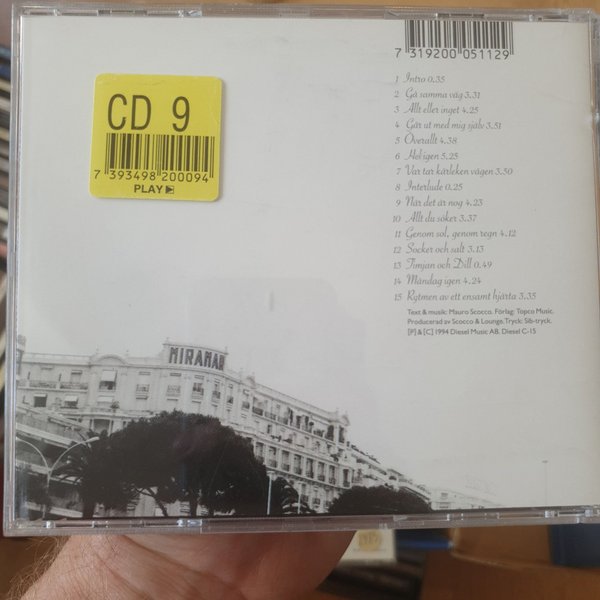 7 319200 051129
CD 9
7 393498 200094
PLAY
1 Intro 0.35
2 Gå samma väg 3.31
3 Allt eller inget 4.25
4 Går ut med mig själv 3.51
5 Överallt 4.38
6 Hel igen 5.25
7 Var tar kärleken vägen 3.30
8 Interlude 0.25
9 När det är nog 4.23
10 Allt du söker 3.37
11 Genom sol, genom regn 4.12
12 Socker och salt 3.13
13 Timjan och Dill 0.49
14 Måndag igen 4.24
15 Rytmen av ett ensamt hjärta 3.35
Text & musik: Mauro Scocco. Förlag: Topco Music.
Producerad av Scocco & Lounge. Tryck: Sib-tryck.
[P] & [C] 1994 Diesel Music AB. Diesel C-15
MIRAMAR